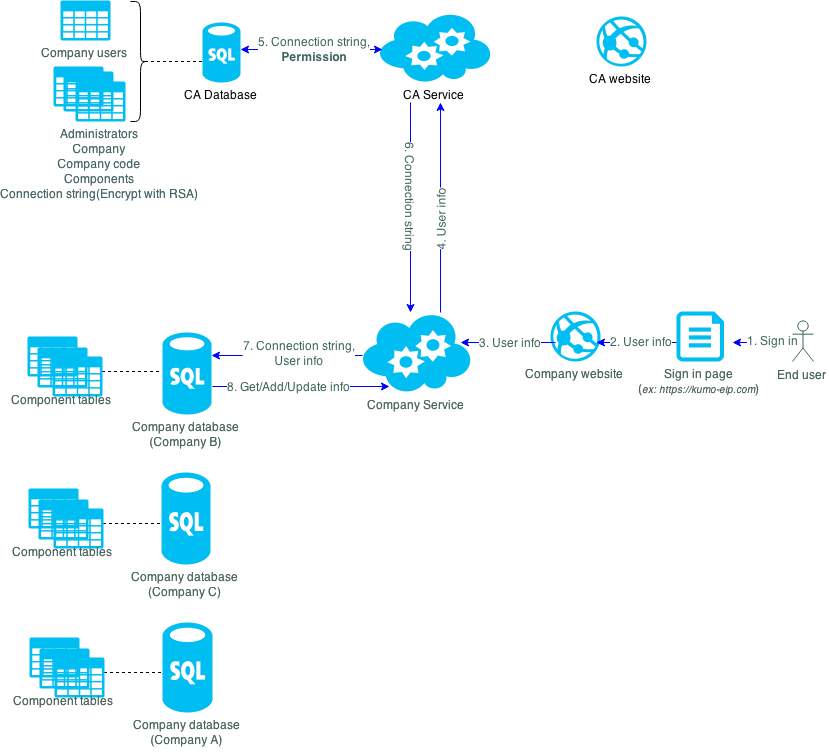 Company users
SQL
CA Database
5. Connection string,
Permission
CA Service
CA website
Administrators
Company
Company code
Components
Connection string(Encrypt with RSA)
6. Connection string
4. User info
Component tables
SQL
Company database
(Company B)
7. Connection string,
User info
8. Get/Add/Update info
Company Service
3. User info
Company website
2. User info
Sign in page
(ex: https://kumo-eip.com)
1. Sign in
End user
Component tables
SQL
Company database
(Company C)
Component tables
SQL
Company database
(Company A)